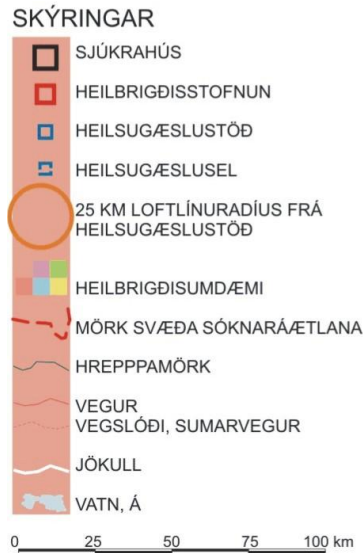 SKÝRINGAR
SJÚKRAHÚS
HEILBRIGÐISSTOFNUN
HEILSUGÆSLUSTÖÐ
HEILSUGÆSLUSEL
25 KM LOFTLÍNURADÍUS FRÁ
HEILSUGÆSLUSTÖÐ
HEILBRIGÐISUMDÆMI
MÖRK SVÆÐA SÓKNARÁÆTLANA
HREPPPAMÖRK
VEGUR
VEGSLÓÐI, SUMARVEGUR
JÖKULL
VATN, Á
0 25 50 75 100 km